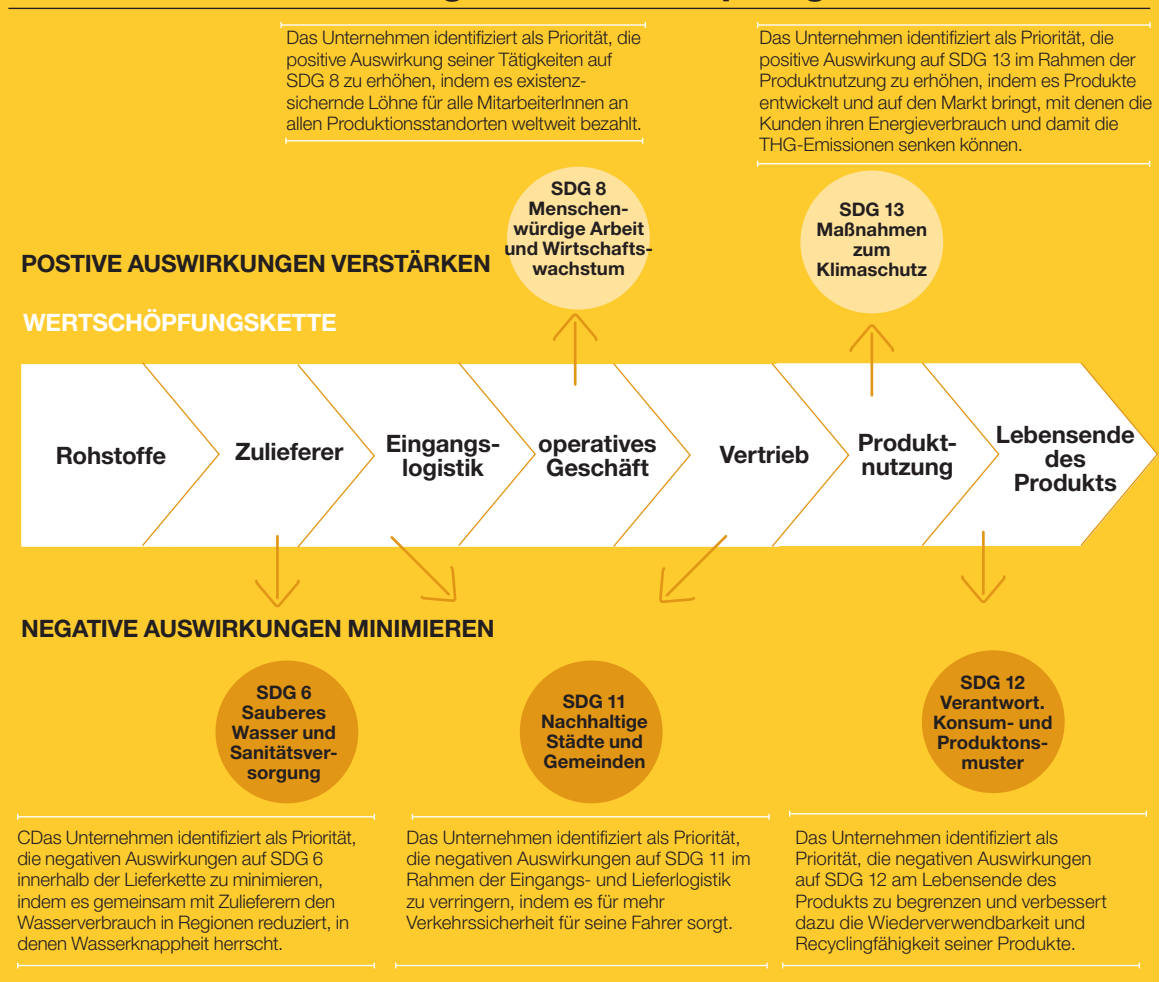 Das Unternehmen identifiziert als Priorität, die
positive Auswirkung seiner Tätigkeiten auf
SDG 8 zu erhöhen, indem es existenz-
sichernde Löhne für alle MitarbeiterInnen an
allen Produktionsstandorten weltweit bezahlt.
Das Unternehmen identifiziert als Priorität, die
positive Auswirkung auf SDG 13 im Rahmen der
Produktnutzung zu erhöhen, indem es Produkte
entwickelt und auf den Markt bringt, mit denen die
Kunden ihren Energieverbrauch und damit die
THG-Emissionen senken können.
SDG 8
Menschen-
würdige Arbeit
und Wirtschafts-
wachstum
SDG 13
Maßnahmen
zum
Klimaschutz
POSTIVE AUSWIRKUNGEN VERSTÄRKEN
WERTSCHÖPFUNGSKETTE
Rohstoffe
Zulieferer
Eingangs-
logistik
operatives
Geschäft
Vertrieb
Produkt-
nutzung
Lebensende
des
Produkts
NEGATIVE AUSWIRKUNGEN MINIMIEREN
SDG 6
Sauberes
Wasser und
Sanitätsver-
sorgung
SDG 11
Nachhaltige
Städte und
Gemeinden
SDG 12
Verantwort.
Konsum- und
Produktons-
muster
CDas Unternehmen identifiziert als Priorität,
die negativen Auswirkungen auf SDG 6
innerhalb der Lieferkette zu minimieren,
indem es gemeinsam mit Zulieferern den
Wasserverbrauch in Regionen reduziert, in
denen Wasserknappheit herrscht.
Das Unternehmen identifiziert als Priorität,
die negativen Auswirkungen auf SDG 11 im
Rahmen der Eingangs- und Lieferlogistik
zu verringern, indem es für mehr
Verkehrssicherheit für seine Fahrer sorgt.
Das Unternehmen identifiziert als
Priorität, die negativen Auswirkungen
auf SDG 12 am Lebensende des
Produkts zu begrenzen und verbessert
dazu die Wiederverwendbarkeit und
Recyclingfähigkeit seiner Produkte.